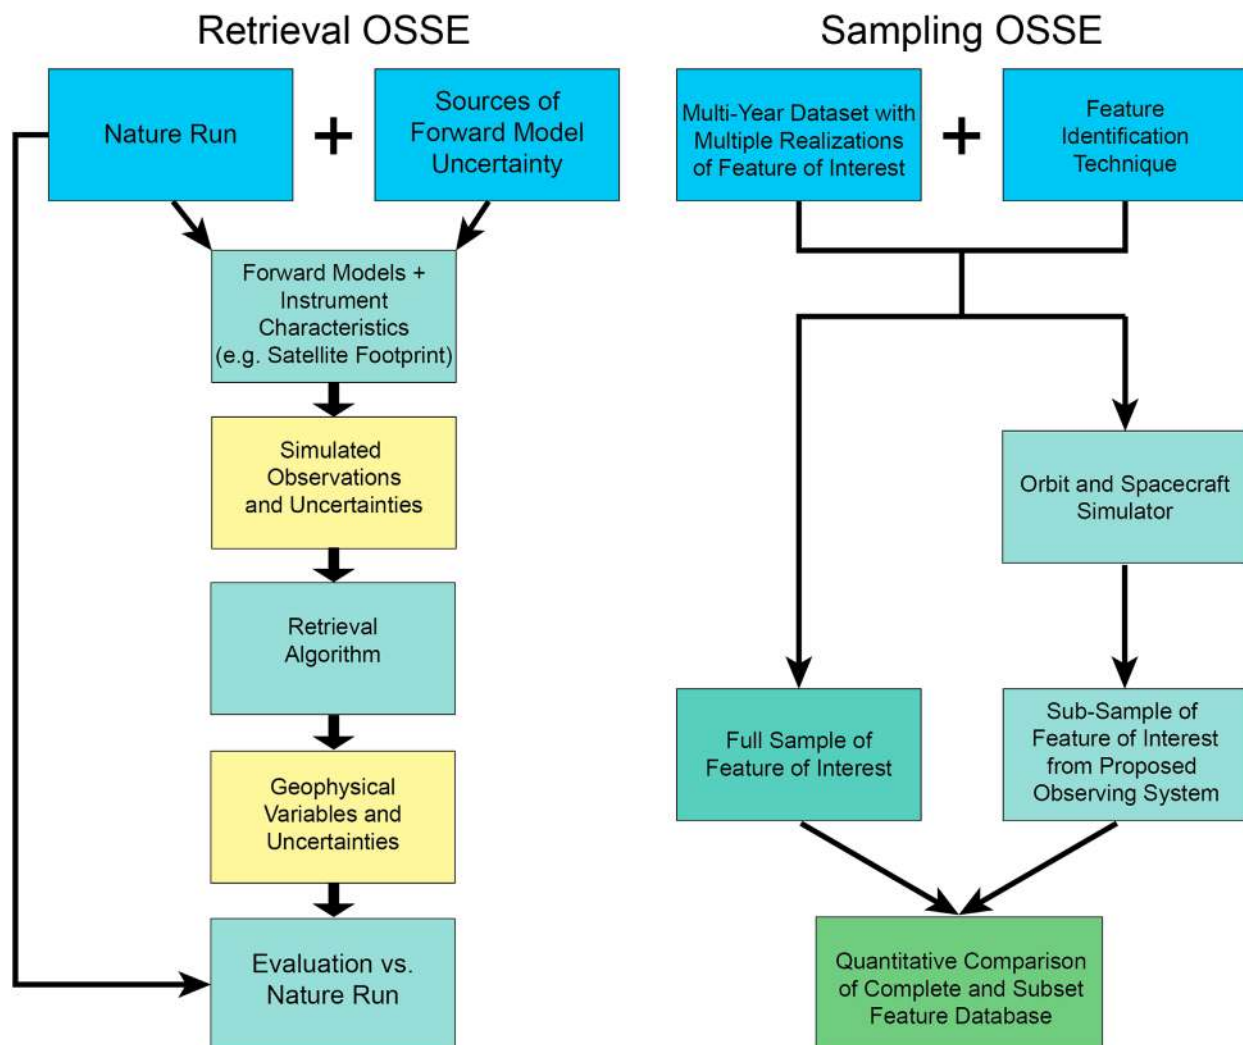 Retrieval OSSE
Nature Run
+
Sources of
Forward Model
Uncertainty
Forward Models +
Instrument
Characteristics
(e.g. Satellite Footprint)
Simulated
Observations
and Uncertainties
Retrieval
Algorithm
Geophysical
Variables and
Uncertainties
Evaluation vs.
Nature Run
Sampling OSSE
Multi-Year Dataset with
Multiple Realizations
of Feature of Interest
+
Feature
Identification
Technique
Orbit and Spacecraft
Simulator
Full Sample of
Feature of Interest
Sub-Sample of
Feature of Interest
from Proposed
Observing System
Quantitative Comparison
of Complete and Subset
Feature Database